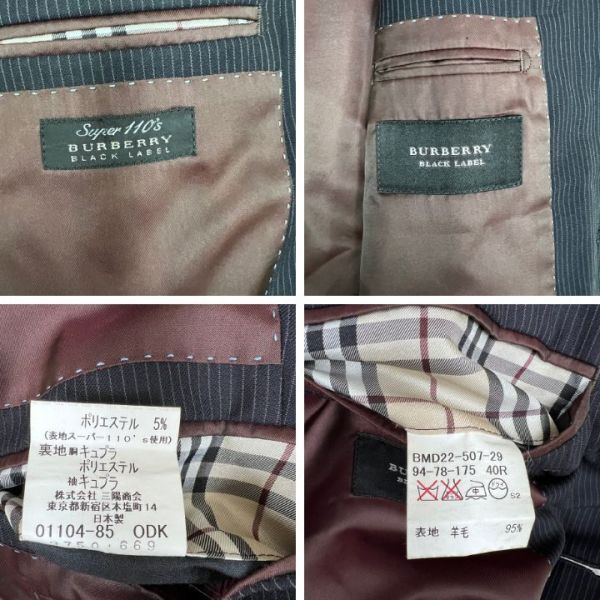 Super 110's
BURBERRY
BLACK LABEL
BURBERRY
BLACK LABEL
ポリエステル 5%
(表地スーパー110's使用)
裏地 胴 キュプラ
ポリエステル
袖 キュプラ
株式会社 三陽商会
東京都新宿区本塩町14
日本製
01104-85 ODK
BMD22-507-29
94-78-175 40R
52
表地 羊毛 95%